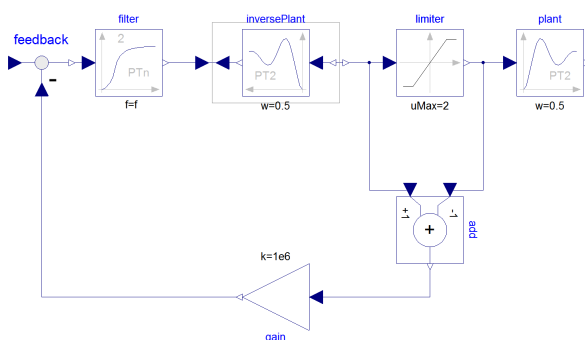 filter
inversePlant
limiter
plant
feedback
2
PTn
PT2
PT2
-
f=f
w=0.5
uMax=2
w=0.5
+1
-1
+
add
k=1e6
gain